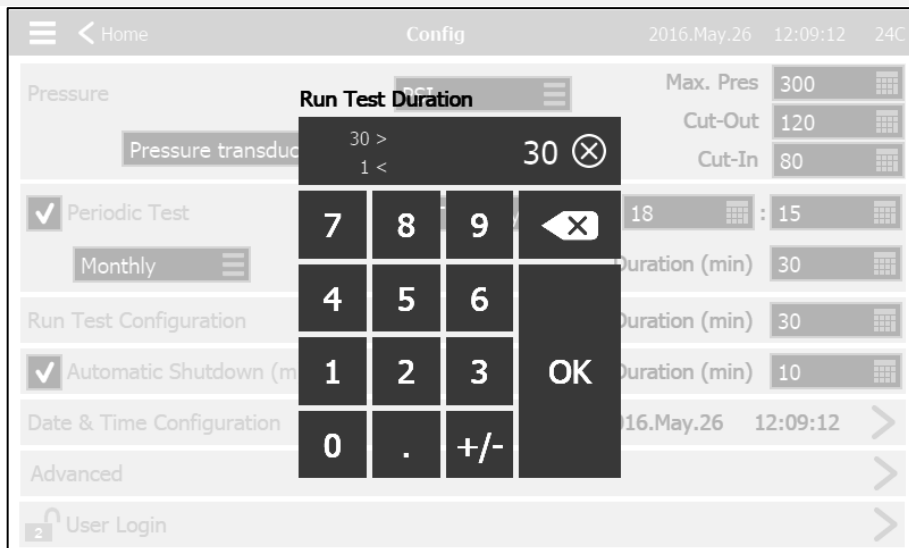 Home Config 2016.May.26 12:09:12 24C
Pressure PSI Max. Pres 300
Cut-Out 120
Pressure transduc Cut-In 80
Run Test Duration
30 >
1 <
30
7 8 9
4 5 6
1 2 3 OK
0 . +/-
Periodic Test 18 : 15
Monthly Duration (min) 30
Run Test Configuration Duration (min) 30
Automatic Shutdown (m Duration (min) 10
Date & Time Configuration 16.May.26 12:09:12
Advanced
2 User Login